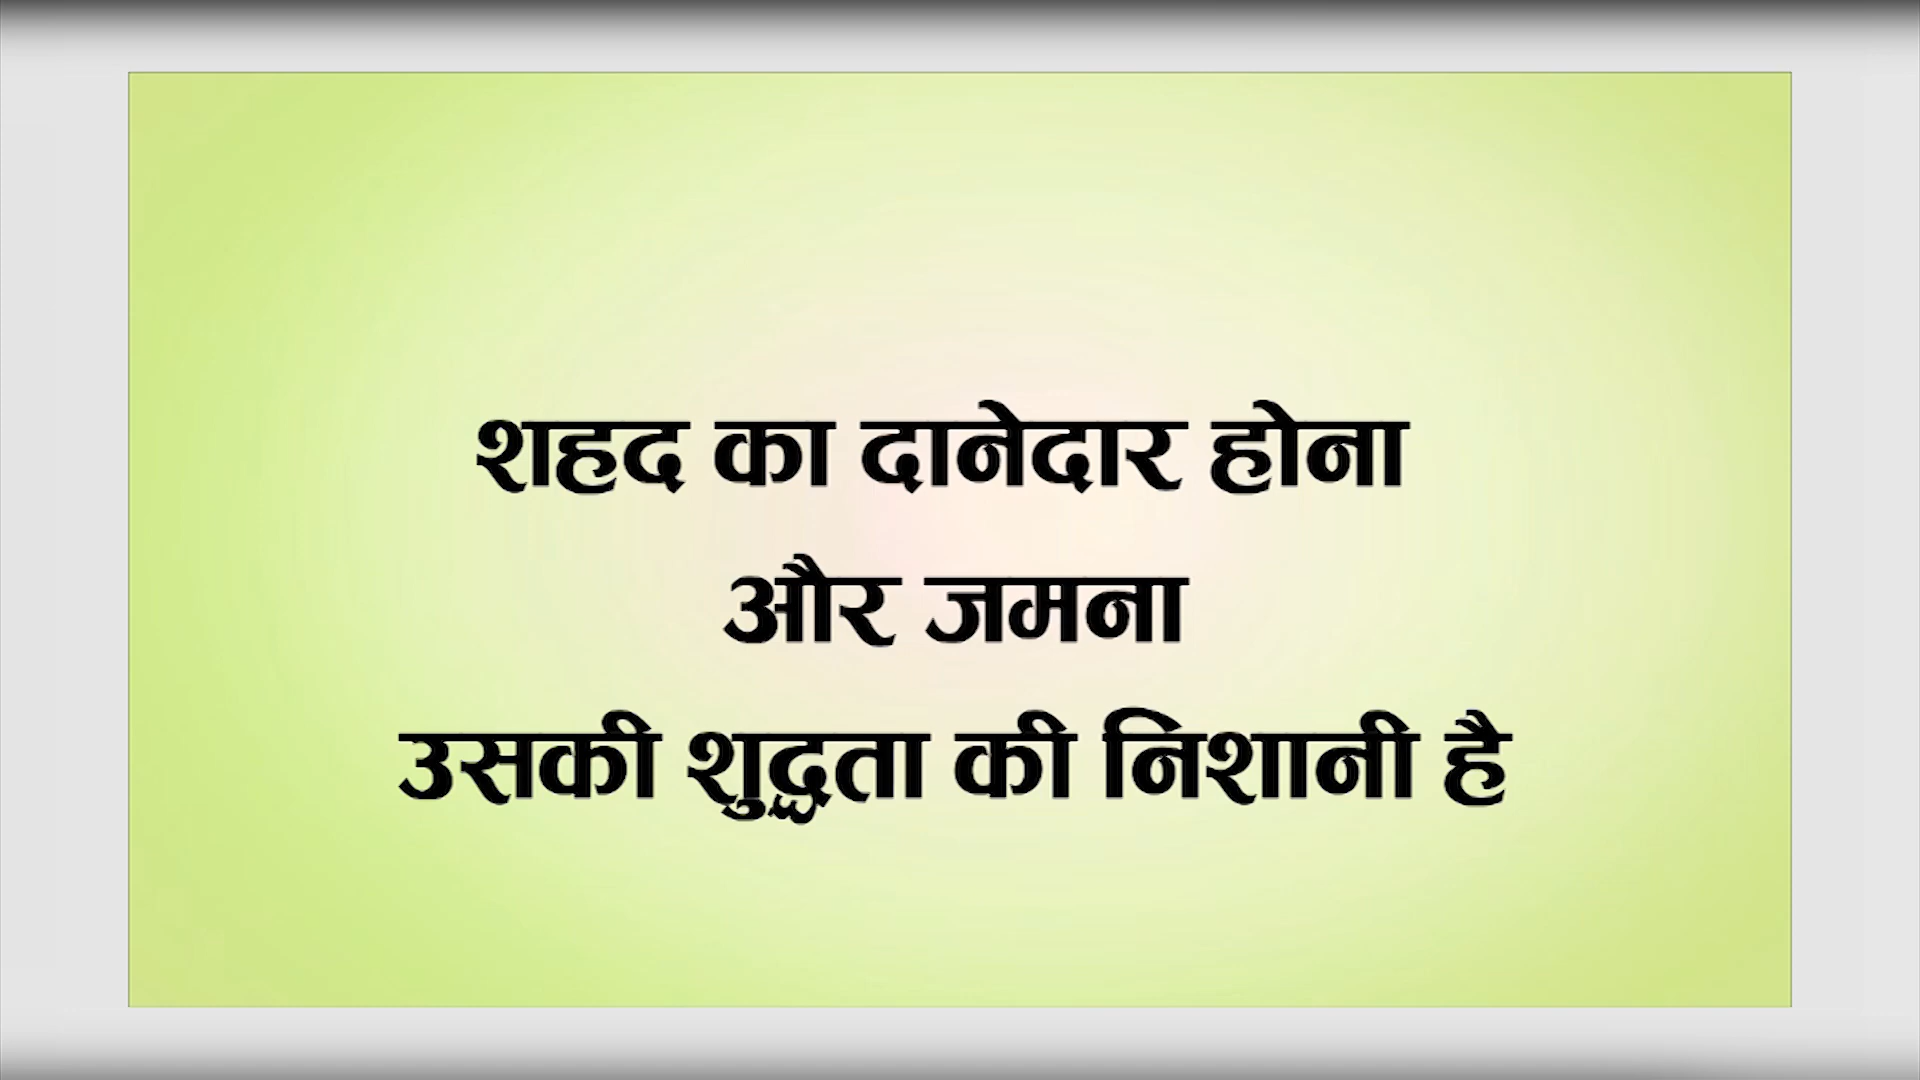 शहद का दानेदार होना
और जमना
उसकी शुद्धता की निशानी है